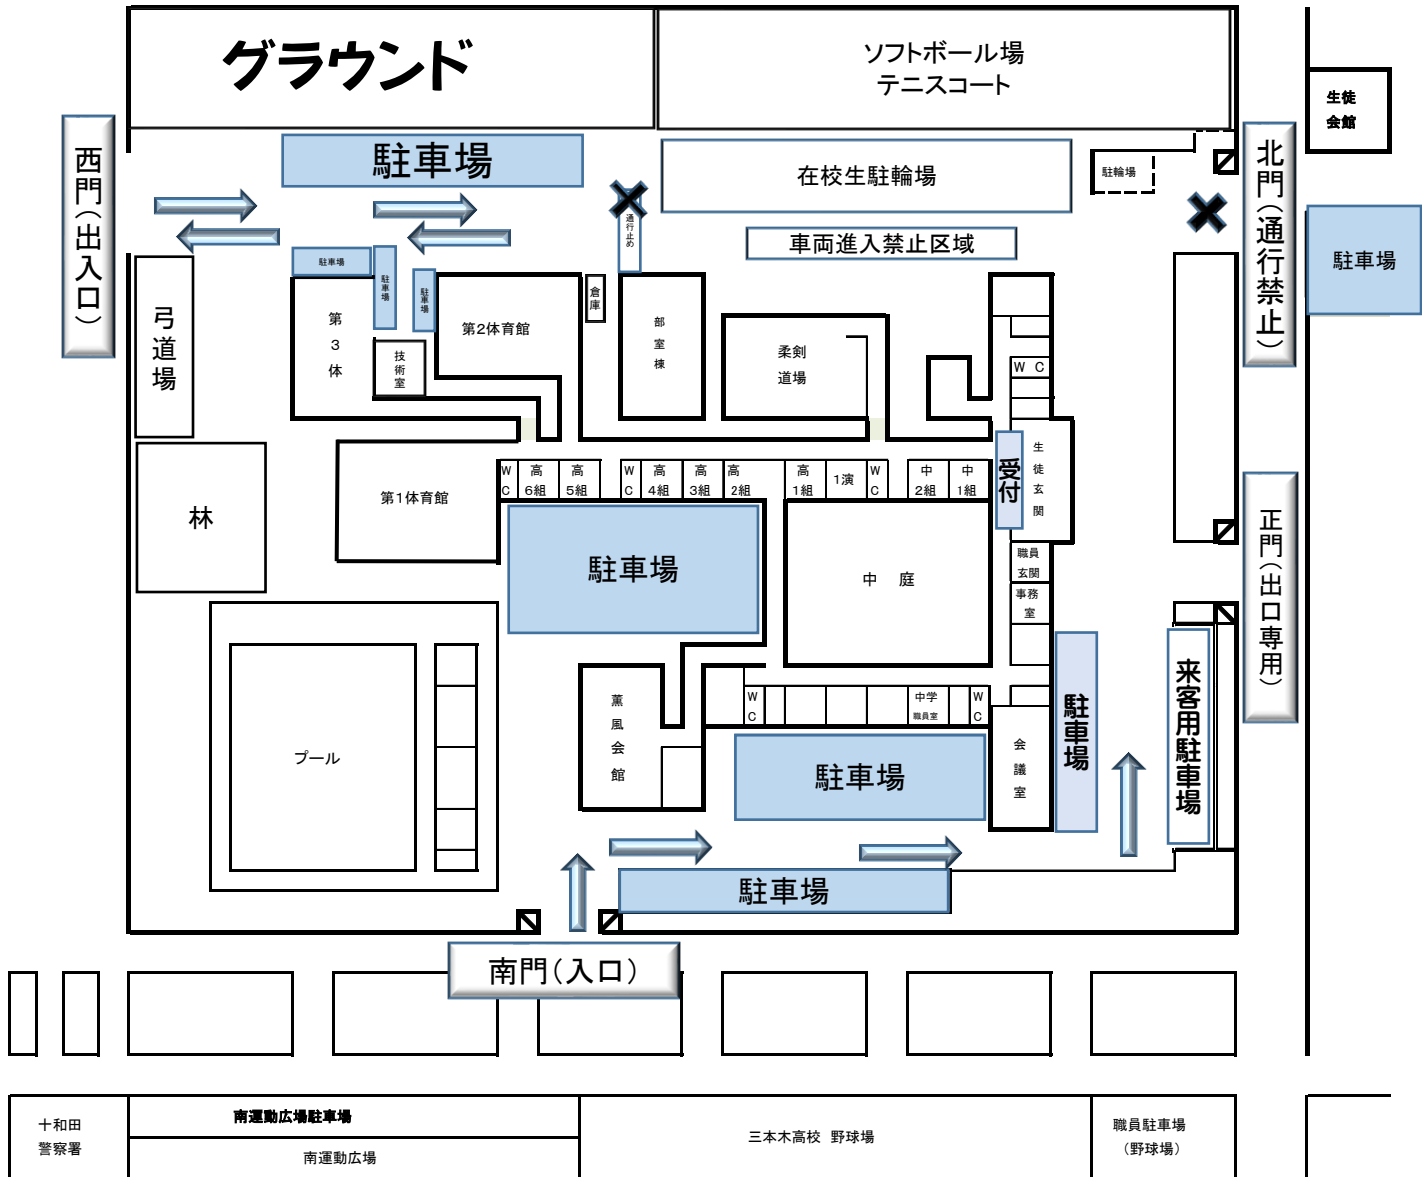 グラウンド
ソフトボール場
テニスコート
生徒
会館
西門(出入口)
駐車場
在校生駐輪場
駐輪場
北門(通行禁止)
通行止め
車両進入禁止区域
駐車場
駐車場
駐車場
駐車場
弓道場
第3体
技術室
第2体育館
倉庫
部室棟
柔剣
道場
WC
林
第1体育館
WC
高
6組
高
5組
WC
高
4組
高
3組
高
2組
高
1組
1演
WC
中
2組
中
1組
受付
生徒玄関
正門(出口専用)
駐車場
中 庭
職員
玄関
事務
室
プール
薫風会館
WC
中学
職員室
WC
駐車場
会議室
駐車場
来客用駐車場
駐車場
南門(入口)
十和田
警察署
南運動広場駐車場
南運動広場
三本木高校 野球場
職員駐車場
(野球場)